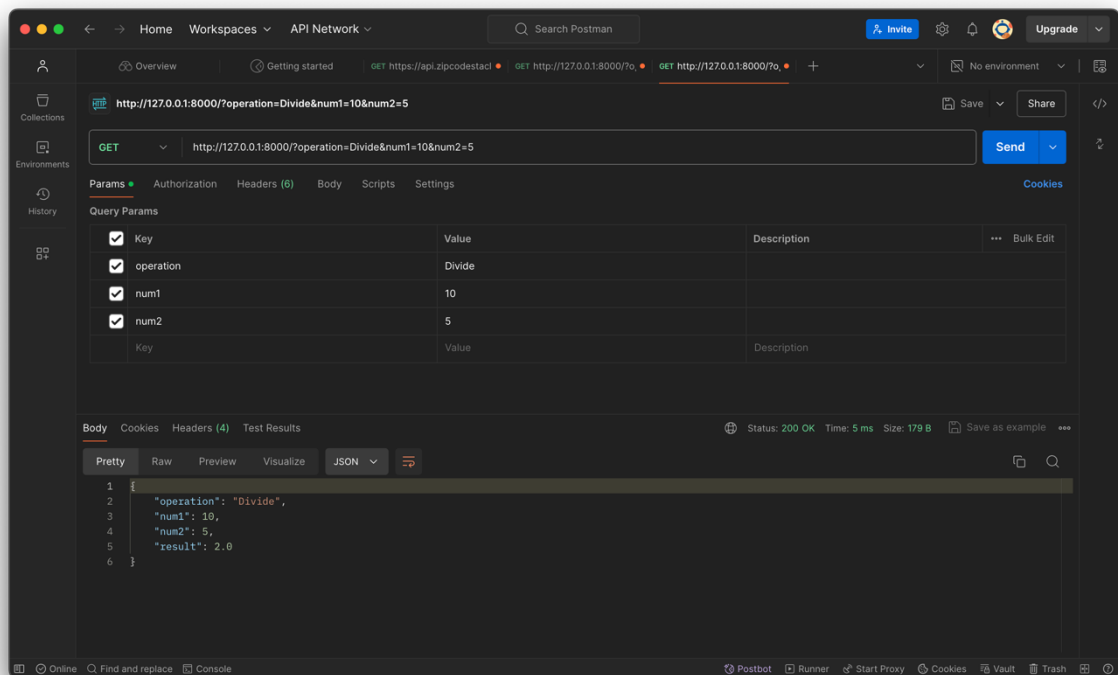 Home Workspaces API Network Search Postman Invite Upgrade
Overview Getting started GET https://api.zipcodestacl GET http://127.0.0.1:8000/?o, GET http://127.0.0.1:8000/?o, No environment
HTTP http://127.0.0.1:8000/?operation=Divide&num1=10&num2=5 Save Share
Collections
GET http://127.0.0.1:8000/?operation=Divide&num1=10&num2=5 Send
Environments
Params Authorization Headers (6) Body Scripts Settings Cookies
History
Query Params
Key Value Description Bulk Edit
operation Divide
num1 10
num2 5
Key Value Description
Body Cookies Headers (4) Test Results Status: 200 OK Time: 5 ms Size: 179 B Save as example
Pretty Raw Preview Visualize JSON
1 {
2 "operation": "Divide",
3 "num1": 10,
4 "num2": 5,
5 "result": 2.0
6 }
Online Find and replace Console Postbot Runner Start Proxy Cookies Vault Trash